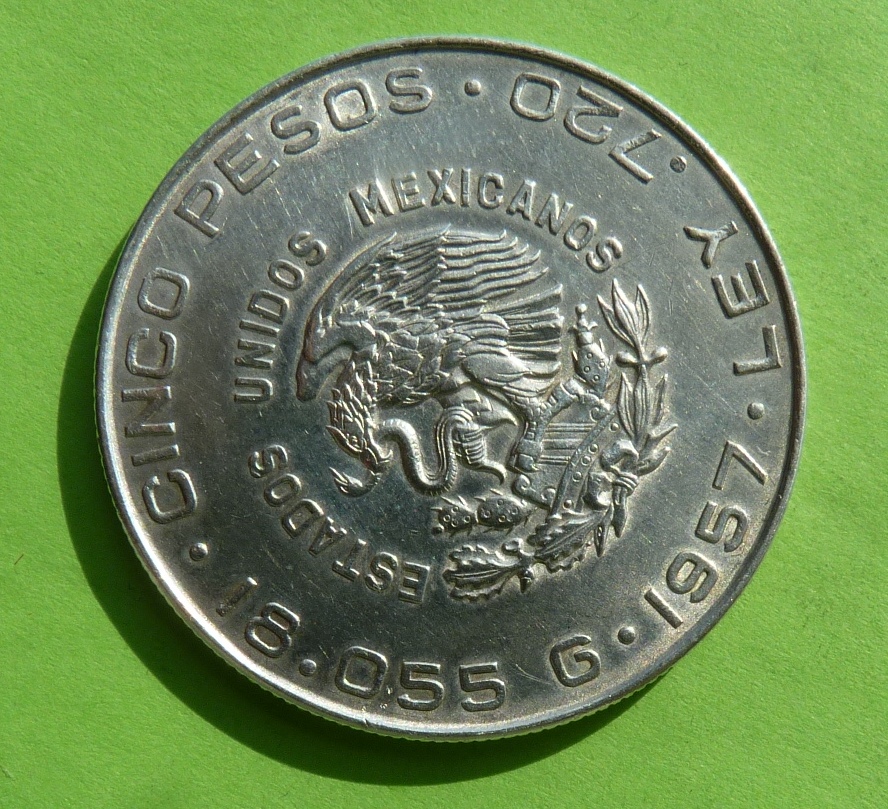 ESTADOS UNIDOS MEXICANOS
· CINCO PESOS · 720 · LEY · 1957 · 18.055 G